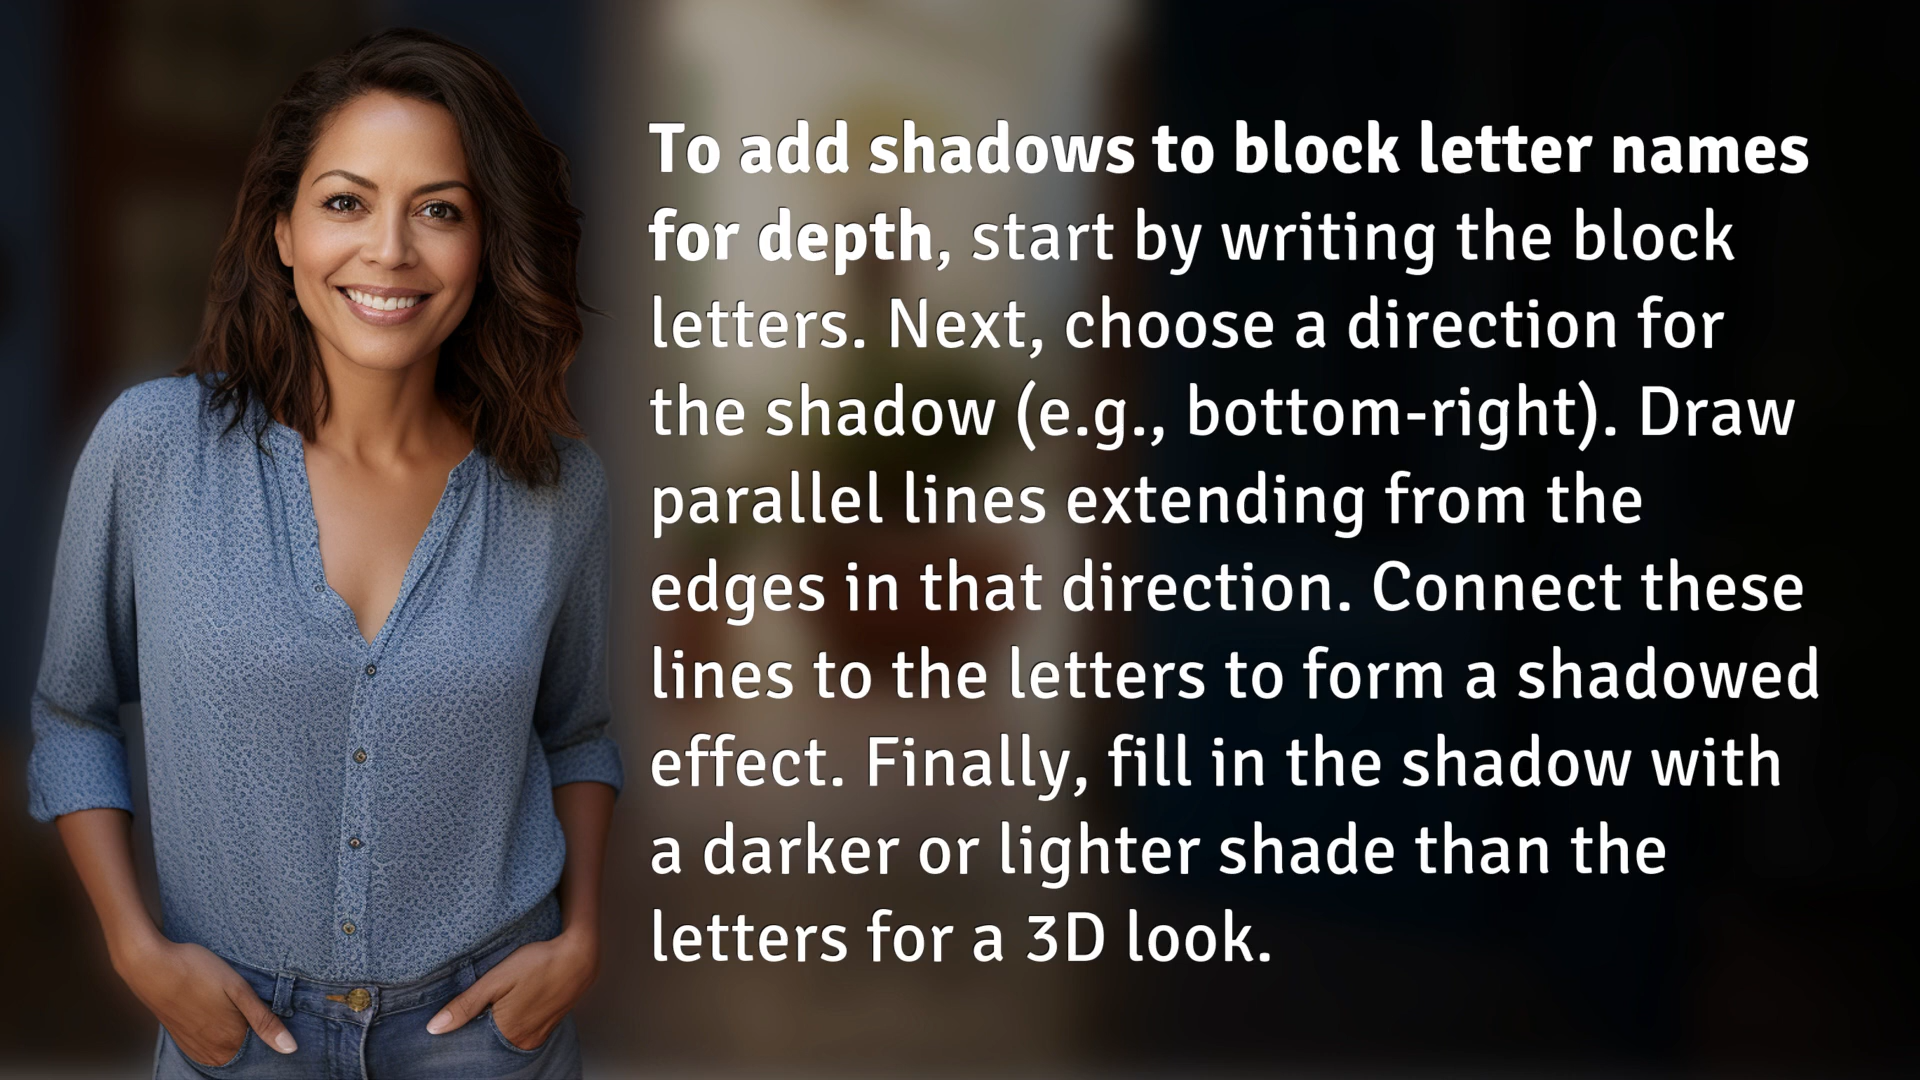 To add shadows to block letter names
for depth, start by writing the block
letters. Next, choose a direction for
the shadow (e.g., bottom-right). Draw
parallel lines extending from the
edges in that direction. Connect these
lines to the letters to form a shadowed
effect. Finally, fill in the shadow with
a darker or lighter shade than the
letters for a 3D look.